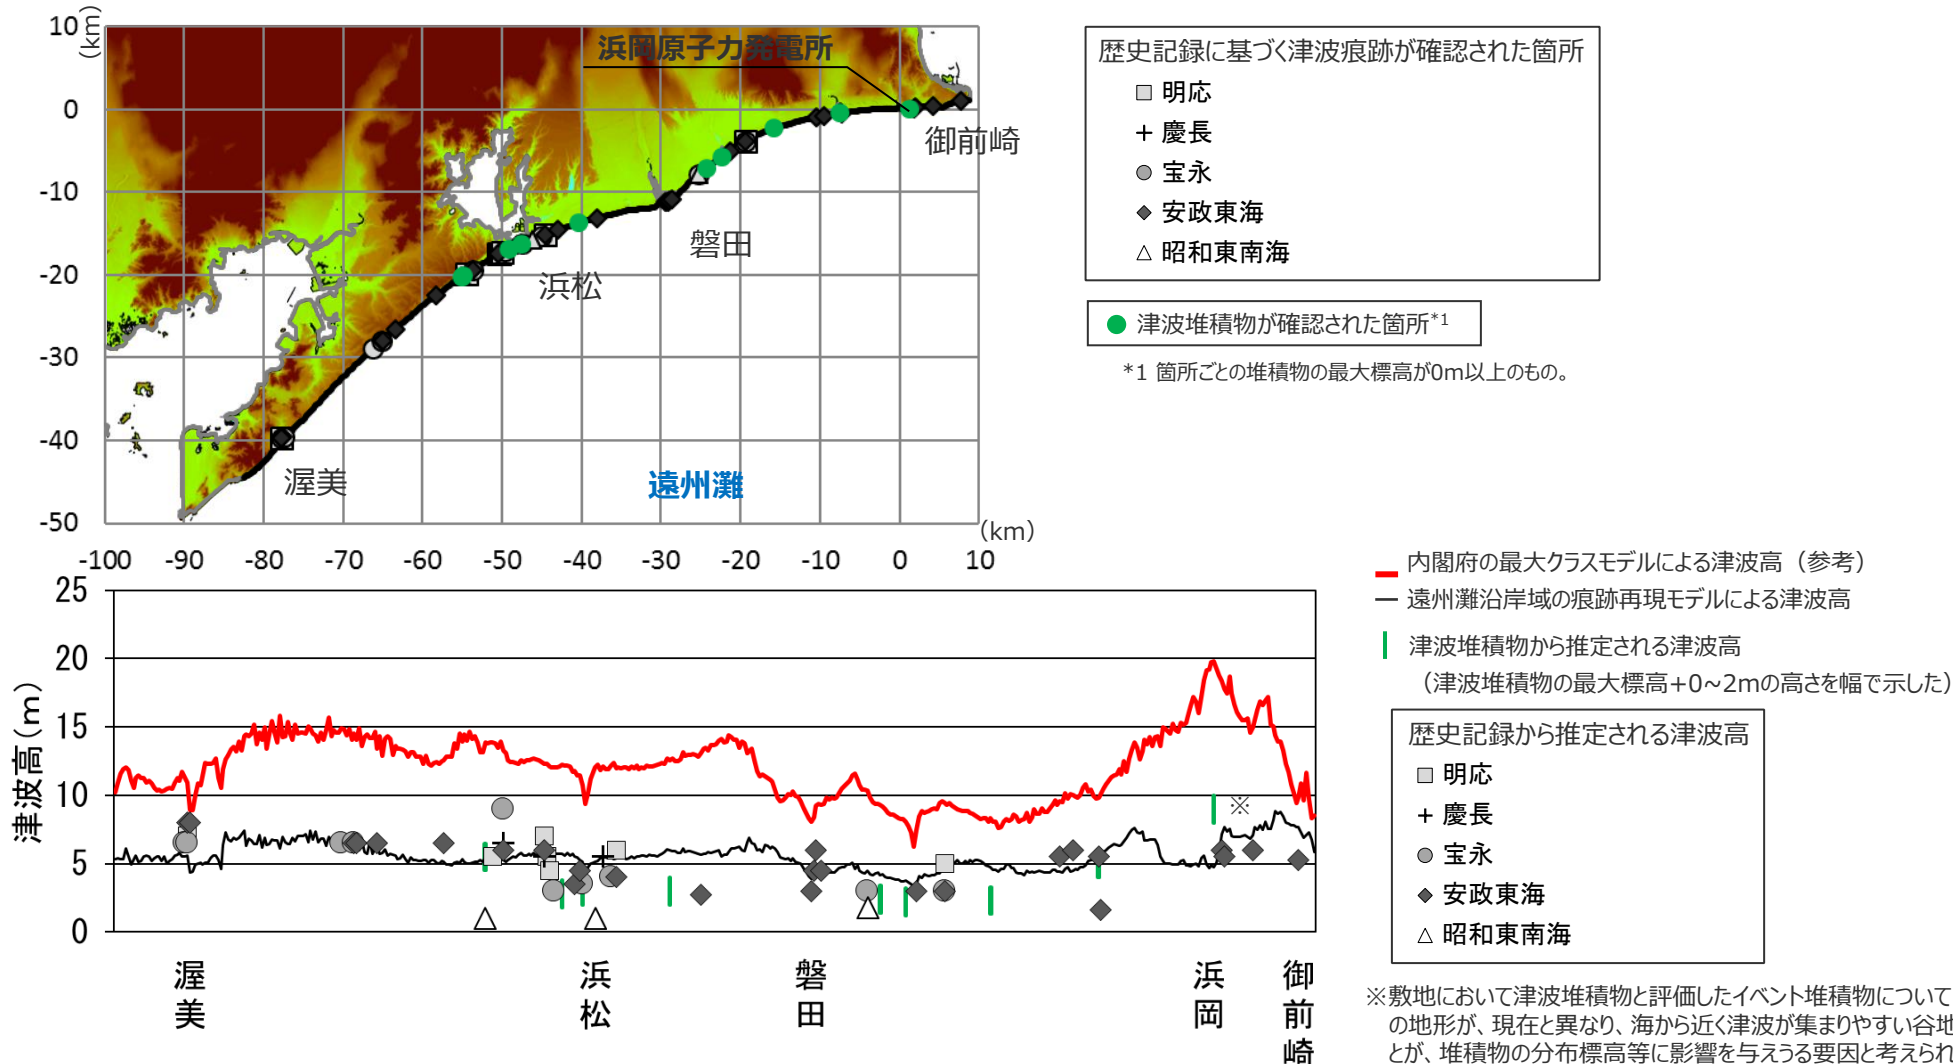 10
0
-10
-20
-30
-40
-50
(km)
浜岡原子力発電所
御前崎
磐田
浜松
渥美
遠州灘
(km)
-100 -90 -80 -70 -60 -50 -40 -30 -20 -10 0 10
歴史記録に基づく津波痕跡が確認された箇所
□ 明応
+ 慶長
○ 宝永
◆ 安政東海
△ 昭和東南海
● 津波堆積物が確認された箇所*1
*1 箇所ごとの堆積物の最大標高が0m以上のもの。
津波高(m)
25
20
15
10
5
0
※
渥美
浜松
磐田
浜岡
御前崎
内閣府の最大クラスモデルによる津波高（参考）
遠州灘沿岸域の痕跡再現モデルによる津波高
津波堆積物から推定される津波高
（津波堆積物の最大標高+0~2mの高さを幅で示した）
歴史記録から推定される津波高
□ 明応
+ 慶長
○ 宝永
◆ 安政東海
△ 昭和東南海
※敷地において津波堆積物と評価したイベント堆積物について
の地形が、現在と異なり、海から近く津波が集まりやすい谷地
とが、堆積物の分布標高等に影響を与えうる要因と考えられ